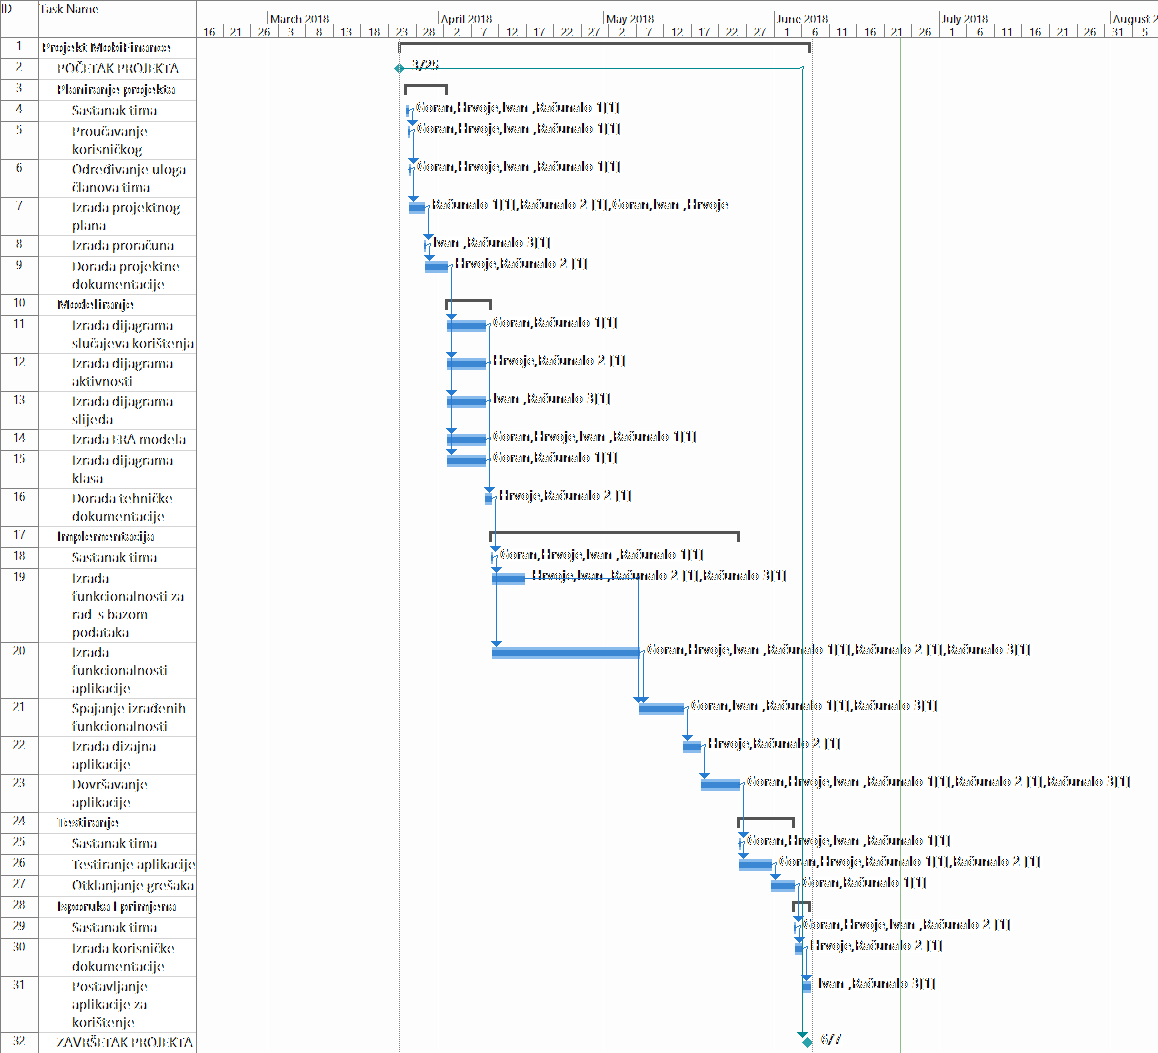 ID Task Name
March 2018 April 2018 May 2018 June 2018 July 2018 August 2
16 21 26 3 8 13 18 23 28 2 7 12 17 22 27 2 7 12 17 22 27 1 6 11 16 21 26 1 6 11 16 21 26 31 5
1 Projekt
2 POČETAK PROJEKTA 3/25
3 Planiranje projekta
4 Sastanak tima Goran,Hrvoje,Ivan ,Računalo 1[1]
5 Proučavanje Goran,Hrvoje,Ivan ,Računalo 1[1]
korisničkog
6 Određivanje uloga Goran,Hrvoje,Ivan ,Računalo 1[1]
članova tima
7 Izrada projektnog Računalo 1[1],Računalo 2 [1],Goran,Ivan ,Hrvoje
plana
8 Izrada proračuna Ivan ,Računalo 3[1]
9 Dorada projektne Hrvoje,Računalo 2 [1]
dokumentacije
10 Modeliranje
11 Izrada dijagrama Goran,Računalo 1[1]
slučajeva korištenja
12 Izrada dijagrama Hrvoje,Računalo 2 [1]
aktivnosti
13 Izrada dijagrama Ivan ,Računalo 3[1]
slijeda
14 Izrada ERA modela Goran,Hrvoje,Ivan ,Računalo 1[1]
15 Izrada dijagrama Goran,Računalo 1[1]
klasa
16 Dorada tehničke Hrvoje,Računalo 2 [1]
dokumentacije
17 Implementacija
18 Sastanak tima Goran,Hrvoje,Ivan ,Računalo 1[1]
19 Izrada Hrvoje,Ivan ,Računalo 2 [1],Računalo 3[1]
funkcionalnosti za
rad s bazom
podataka
20 Izrada Goran,Hrvoje,Ivan ,Računalo 1[1],Računalo 2 [1],Računalo 3[1]
funkcionalnosti
aplikacije
21 Spajanje izrađenih Goran,Ivan ,Računalo 1[1],Računalo 3[1]
funkcionalnosti
22 Izrada dizajna Hrvoje,Računalo 2 [1]
aplikacije
23 Dovršavanje Goran,Hrvoje,Ivan ,Računalo 1[1],Računalo 2 [1],Računalo 3[1]
aplikacije
24 Testiranje
25 Sastanak tima Goran,Hrvoje,Ivan ,Računalo 1[1]
26 Testiranje aplikacije Goran,Hrvoje,Računalo 1[1],Računalo 2 [1]
27 Otklanjanje grešaka Goran,Računalo 1[1]
28 Isporuka i primjena
29 Sastanak tima Goran,Hrvoje,Ivan ,Računalo 2 [1]
30 Izrada korisničke Hrvoje,Računalo 2 [1]
dokumentacije
31 Postavljanje Ivan ,Računalo 3[1]
aplikacije za
korištenje
32 ZAVRŠETAK PROJEKTA 6/7